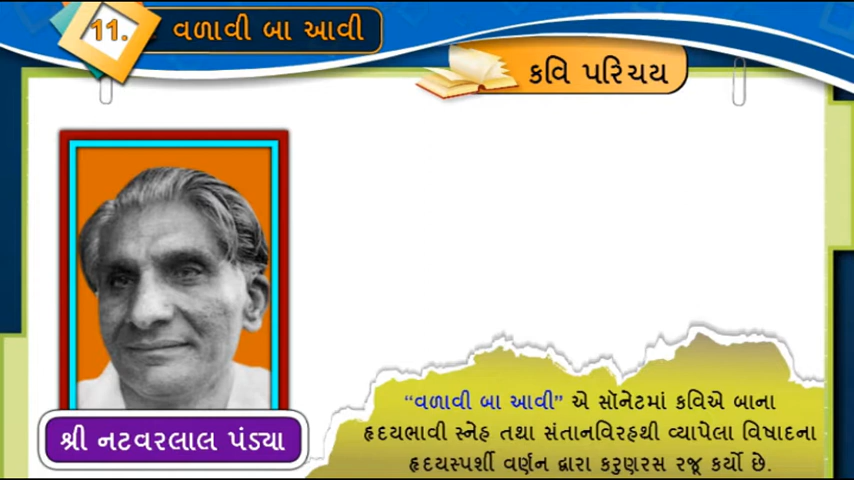 11. વળાવી બા આવી
કવિ પરિચય
શ્રી નટવરલાલ પંડ્યા
“વળાવી બા આવી” એ સૉનેટમાં કવિએ બાના
હૃદયભાવી સ્નેહ તથા સંતાનવિરહથી વ્યાપેલા વિષાદના
હૃદયસ્પર્શી વર્ણન દ્વારા કરુણરસ રજૂ કર્યો છે.